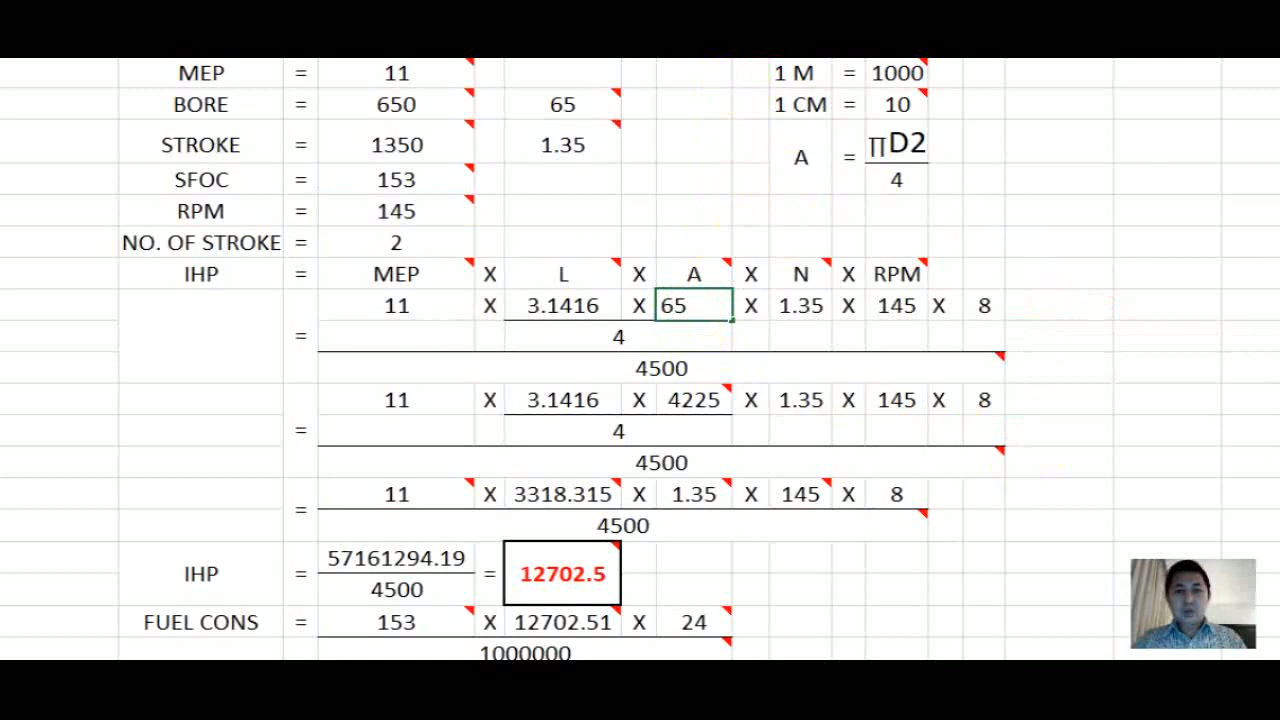 MEP = 11 1 M = 1000
BORE = 650 65 1 CM = 10
STROKE = 1350 1.35 A = ∏D2
4
SFOC = 153
RPM = 145
NO. OF STROKE = 2
IHP = MEP X L X A X N X RPM
11 X 3.1416 X 65 X 1.35 X 145 X 8
= 4
4500
11 X 3.1416 X 4225 X 1.35 X 145 X 8
= 4
4500
11 X 3318.315 X 1.35 X 145 X 8
= 4500
IHP = 57161294.19 = 12702.5
4500
FUEL CONS = 153 X 12702.51 X 24
1000000